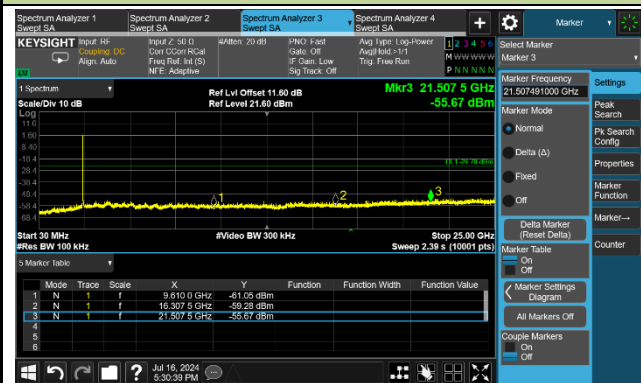 Spectrum Analyzer 1
Swept SA
Spectrum Analyzer 2
Swept SA
Spectrum Analyzer 3
Swept SA
Spectrum Analyzer 4
Swept SA
+
Marker
KEYSIGHT
Input: RF
Coupling: DC
Align: Auto
Input Z: 50 Ω
Corr CCorr RCal
Freq Ref: Int (S)
NFE: Adaptive
#Atten: 20 dB
PNO: Fast
Gate: Off
IF Gain: Low
Sig Track: Off
Avg Type: Log-Power
Avg|Hold:>1/1
Trig: Free Run
1 2 3 4 5 6
M W W W W W
P N N N N N
Select Marker
Marker 3
LXI
1 Spectrum
Scale/Div 10 dB
Ref Lvl Offset 11.60 dB
Ref Level 21.60 dBm
Mkr3 21.507 5 GHz
-55.67 dBm
Log
11.6
1.60
-8.40
-18.4
-28.4
-38.4
-48.4
-58.4
-68.4
1
2
3
Start 30 MHz
#Res BW 100 kHz
#Video BW 300 kHz
Stop 25.00 GHz
Sweep 2.39 s (10001 pts)
5 Marker Table
Mode Trace Scale X Y Function Function Width Function Value
1 N 1 f 9.610 0 GHz -61.05 dBm
2 N 1 f 16.307 5 GHz -59.28 dBm
3 N 1 f 21.507 5 GHz -55.67 dBm
4
5
6
Marker Frequency
21.507491000 GHz
Marker Mode
Normal
Delta (Δ)
Fixed
Off
Delta Marker
(Reset Delta)
Marker Table
On
Off
Marker Settings
Diagram
All Markers Off
Couple Markers
On
Off
Settings
Peak
Search
Pk Search
Config
Properties
Marker
Function
Marker→
Counter
?
Jul 16, 2024
5:30:39 PM